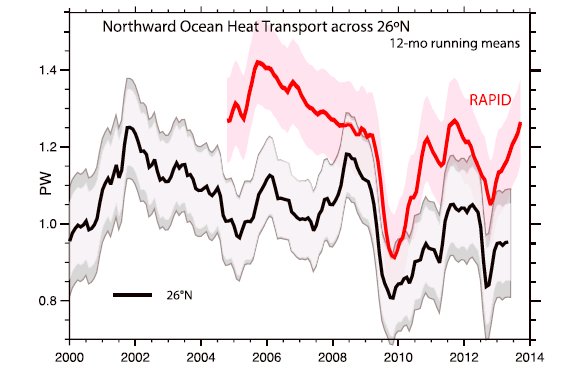 Northward Ocean Heat Transport across 26ºN
12-mo running means
1.4
RAPID
1.2
PW
1.0
0.8
26°N
2000 2002 2004 2006 2008 2010 2012 2014